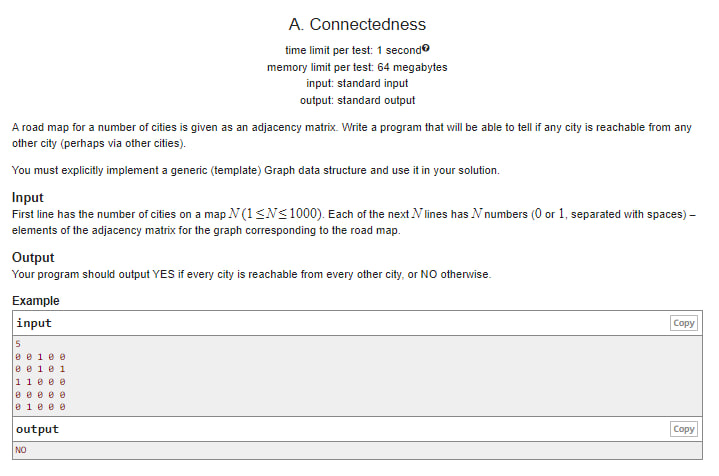 A. Connectedness
time limit per test: 1 second?
memory limit per test: 64 megabytes
input: standard input
output: standard output
A road map for a number of cities is given as an adjacency matrix. Write a program that will be able to tell if any city is reachable from any
other city (perhaps via other cities).
You must explicitly implement a generic (template) Graph data structure and use it in your solution.
Input
First line has the number of cities on a map N (1 ≤ N ≤ 1000). Each of the next N lines has N numbers (0 or 1, separated with spaces) –
elements of the adjacency matrix for the graph corresponding to the road map.
Output
Your program should output YES if every city is reachable from every other city, or NO otherwise.
Example
input Copy
5
0 0 1 0 0
0 0 1 0 1
1 1 0 0 0
0 0 0 0 0
0 1 0 0 0
output Copy
NO